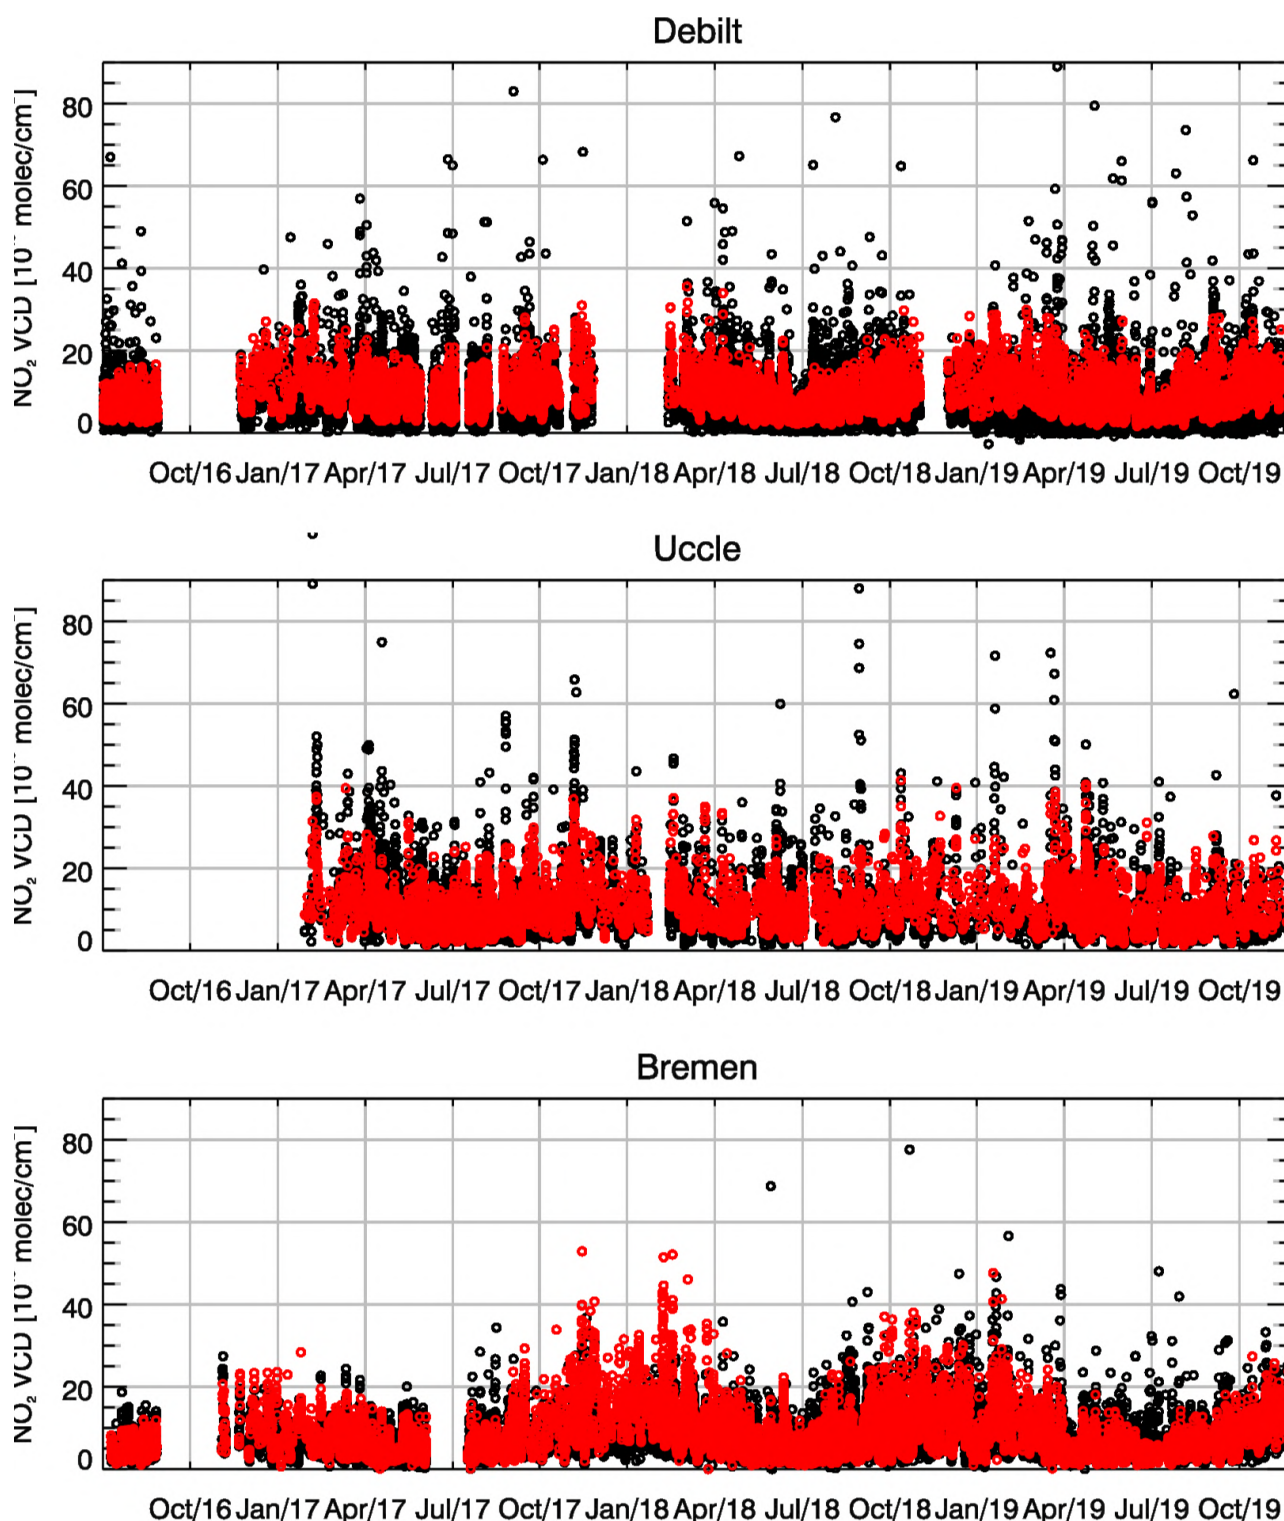 Debilt
NO₂ VCD [10⁻ molec/cm⁻]
80
60
40
20
0
Oct/16 Jan/17 Apr/17 Jul/17 Oct/17 Jan/18 Apr/18 Jul/18 Oct/18 Jan/19 Apr/19 Jul/19 Oct/19
Uccle
NO₂ VCD [10⁻ molec/cm⁻]
80
60
40
20
0
Oct/16 Jan/17 Apr/17 Jul/17 Oct/17 Jan/18 Apr/18 Jul/18 Oct/18 Jan/19 Apr/19 Jul/19 Oct/19
Bremen
NO₂ VCD [10⁻ molec/cm⁻]
80
60
40
20
0
Oct/16 Jan/17 Apr/17 Jul/17 Oct/17 Jan/18 Apr/18 Jul/18 Oct/18 Jan/19 Apr/19 Jul/19 Oct/19